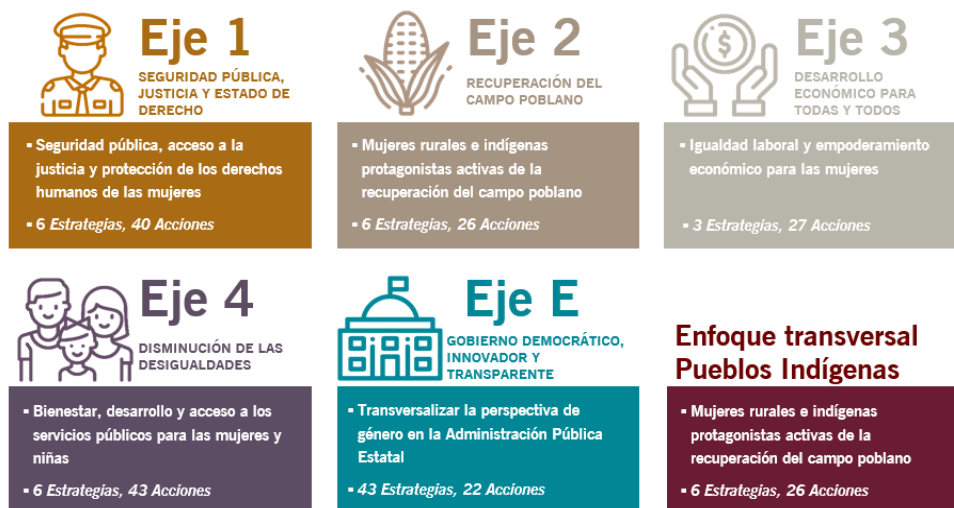 Eje 1
SEGURIDAD PÚBLICA,
JUSTICIA Y ESTADO DE
DERECHO
▪ Seguridad pública, acceso a la
justicia y protección de los derechos
humanos de las mujeres
▪ 6 Estrategias, 40 Acciones
Eje 2
RECUPERACIÓN DEL
CAMPO POBLANO
▪ Mujeres rurales e indígenas
protagonistas activas de la
recuperación del campo poblano
▪ 6 Estrategias, 26 Acciones
Eje 3
DESARROLLO
ECONÓMICO PARA
TODAS Y TODOS
▪ Igualdad laboral y empoderamiento
económico para las mujeres
▪ 3 Estrategias, 27 Acciones
Eje 4
DISMINUCIÓN DE LAS
DESIGUALDADES
▪ Bienestar, desarrollo y acceso a los
servicios públicos para las mujeres y
niñas
▪ 6 Estrategias, 43 Acciones
Eje E
GOBIERNO DEMOCRÁTICO,
INNOVADOR Y
TRANSPARENTE
▪ Transversalizar la perspectiva de
género en la Administración Pública
Estatal
▪ 43 Estrategias, 22 Acciones
Enfoque transversal
Pueblos Indígenas
▪ Mujeres rurales e indígenas
protagonistas activas de la
recuperación del campo poblano
▪ 6 Estrategias, 26 Acciones